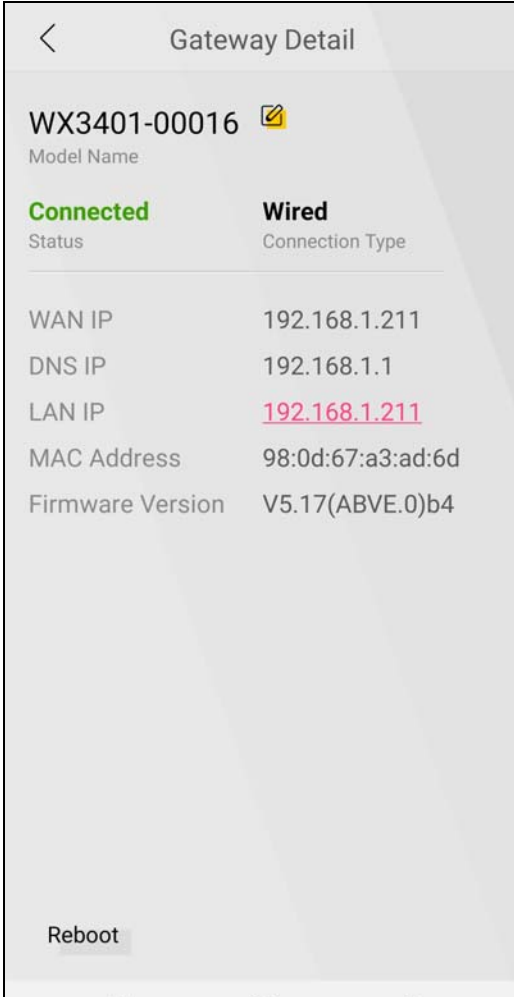 Gateway Detail
WX3401-00016
Model Name
Connected Wired
Status Connection Type
WAN IP 192.168.1.211
DNS IP 192.168.1.1
LAN IP 192.168.1.211
MAC Address 98:0d:67:a3:ad:6d
Firmware Version V5.17(ABVE.0)b4
Reboot